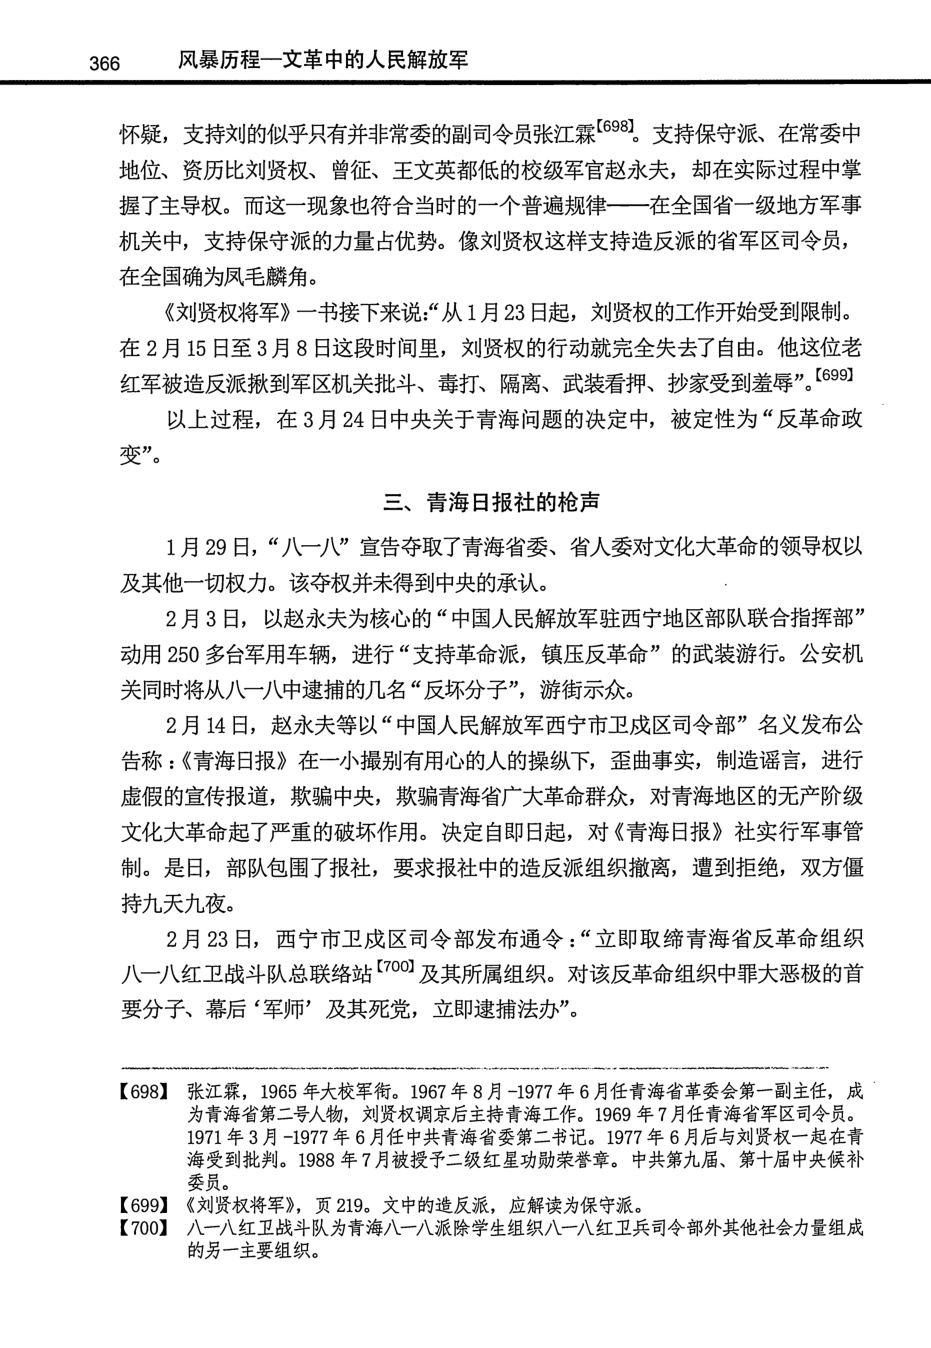 366 风暴历程—文革中的人民解放军
怀疑，支持刘的似乎只有并非常委的副司令员张江霖【698】。支持保守派、在常委中
地位、资历比刘贤权、曾征、王文英都低的校级军官赵永夫，却在实际过程中掌
握了主导权。而这一现象也符合当时的一个普遍规律——在全国省一级地方军事
机关中，支持保守派的力量占优势。像刘贤权这样支持造反派的省军区司令员，
在全国确为凤毛麟角。
《刘贤权将军》一书接下来说:“从1月23日起，刘贤权的工作开始受到限制。
在2月15日至3月8日这段时间里，刘贤权的行动就完全失去了自由。他这位老
红军被造反派揪到军区机关批斗、毒打、隔离、武装看押、抄家受到羞辱”。【699】
以上过程，在3月24日中央关于青海问题的决定中，被定性为“反革命政
变”。
三、青海日报社的枪声
1月29日，“八一八”宣告夺取了青海省委、省人委对文化大革命的领导权以
及其他一切权力。该夺权并未得到中央的承认。
2月3日，以赵永夫为核心的“中国人民解放军驻西宁地区部队联合指挥部”
动用250多台军用车辆，进行“支持革命派，镇压反革命”的武装游行。公安机
关同时将从八一八中逮捕的几名“反坏分子”，游街示众。
2月14日，赵永夫等以“中国人民解放军西宁市卫戍区司令部”名义发布公
告称:《青海日报》在一小撮别有用心的人的操纵下，歪曲事实，制造谣言，进行
虚假的宣传报道，欺骗中央，欺骗青海省广大革命群众，对青海地区的无产阶级
文化大革命起了严重的破坏作用。决定自即日起，对《青海日报》社实行军事管
制。是日，部队包围了报社，要求报社中的造反派组织撤离，遭到拒绝，双方僵
持九天九夜。
2月23日，西宁市卫戍区司令部发布通令:“立即取缔青海省反革命组织
八一八红卫战斗队总联络站【700】及其所属组织。对该反革命组织中罪大恶极的首
要分子、幕后‘军师’及其死党，立即逮捕法办”。
【698】 张江霖，1965年大校军衔。1967年8月-1977年6月任青海省革委会第一副主任，成
为青海省第二号人物，刘贤权调京后主持青海工作。1969年7月任青海省军区司令员。
1971年3月-1977年6月任中共青海省委第二书记。1977年6月后与刘贤权一起在青
海受到批判。1988年7月被授予二级红星功勋荣誉章。中共第九届、第十届中央候补
委员。
【699】 《刘贤权将军》，页219。文中的造反派，应解读为保守派。
【700】 八一八红卫战斗队为青海八一八派除学生组织八一八红卫兵司令部外其他社会力量组成
的另一主要组织。